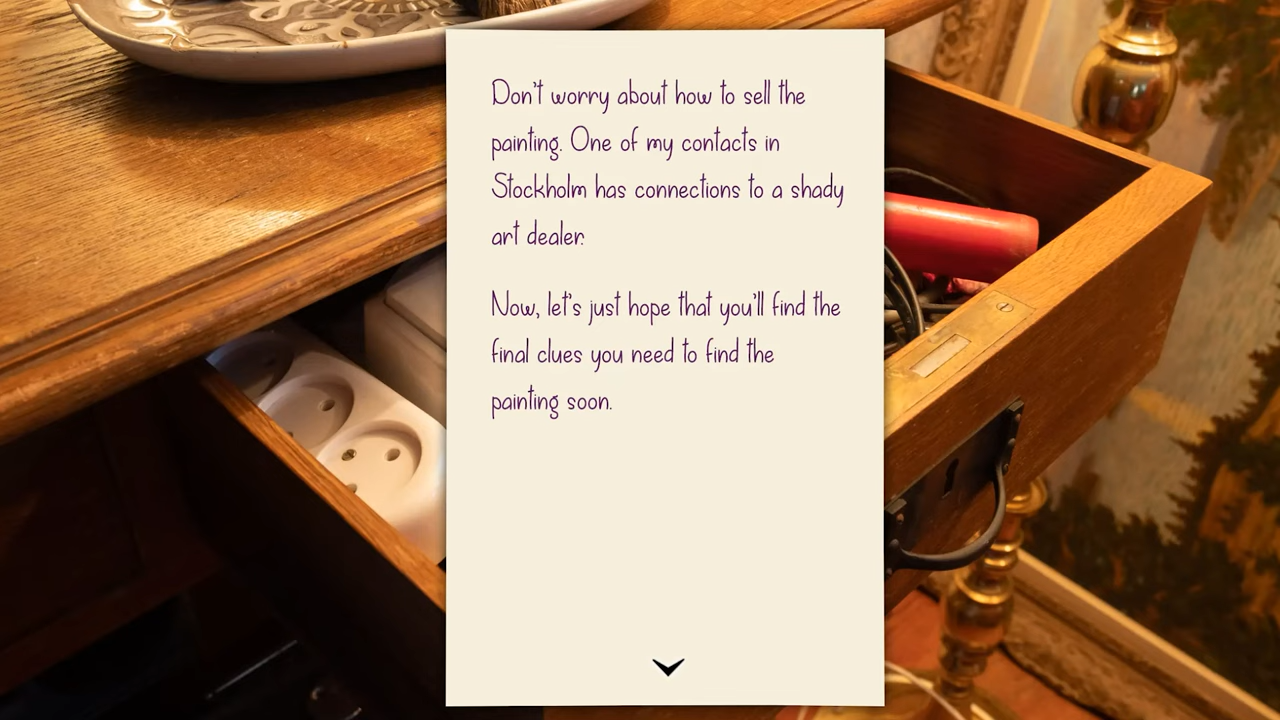 Don't worry about how to sell the
painting. One of my contacts in
Stockholm has connections to a shady
art dealer.
Now, let's just hope that you'll find the
final clues you need to find the
painting soon.